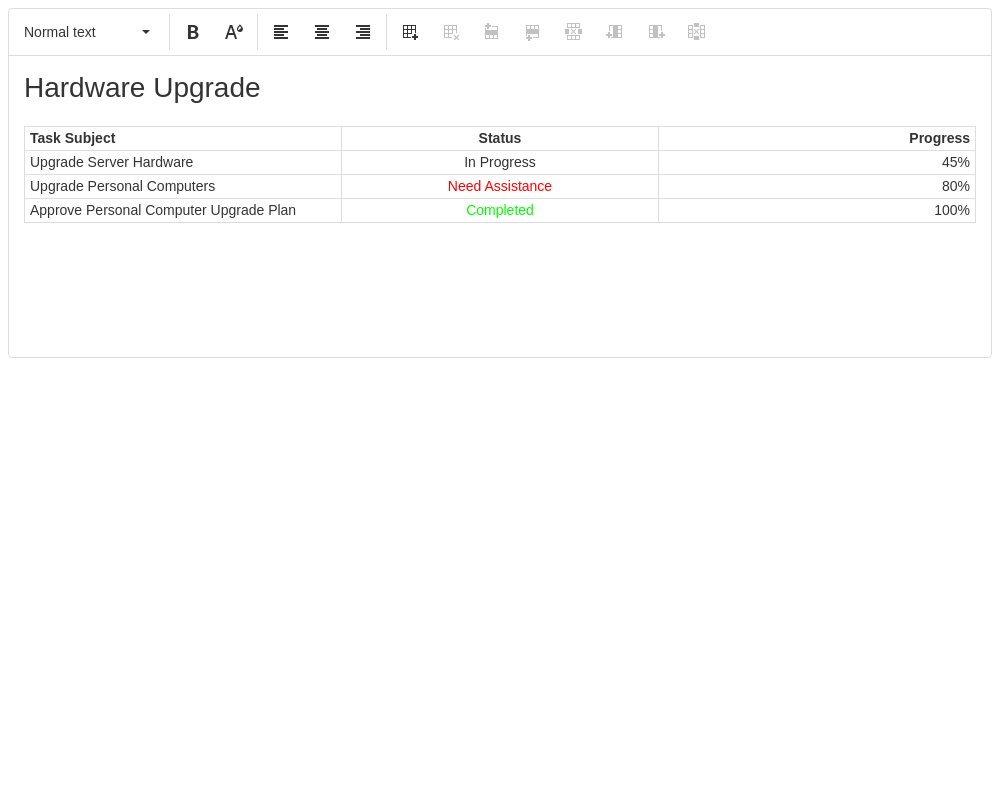 Normal text
Hardware Upgrade
Task Subject Status Progress
Upgrade Server Hardware In Progress 45%
Upgrade Personal Computers Need Assistance 80%
Approve Personal Computer Upgrade Plan Completed 100%